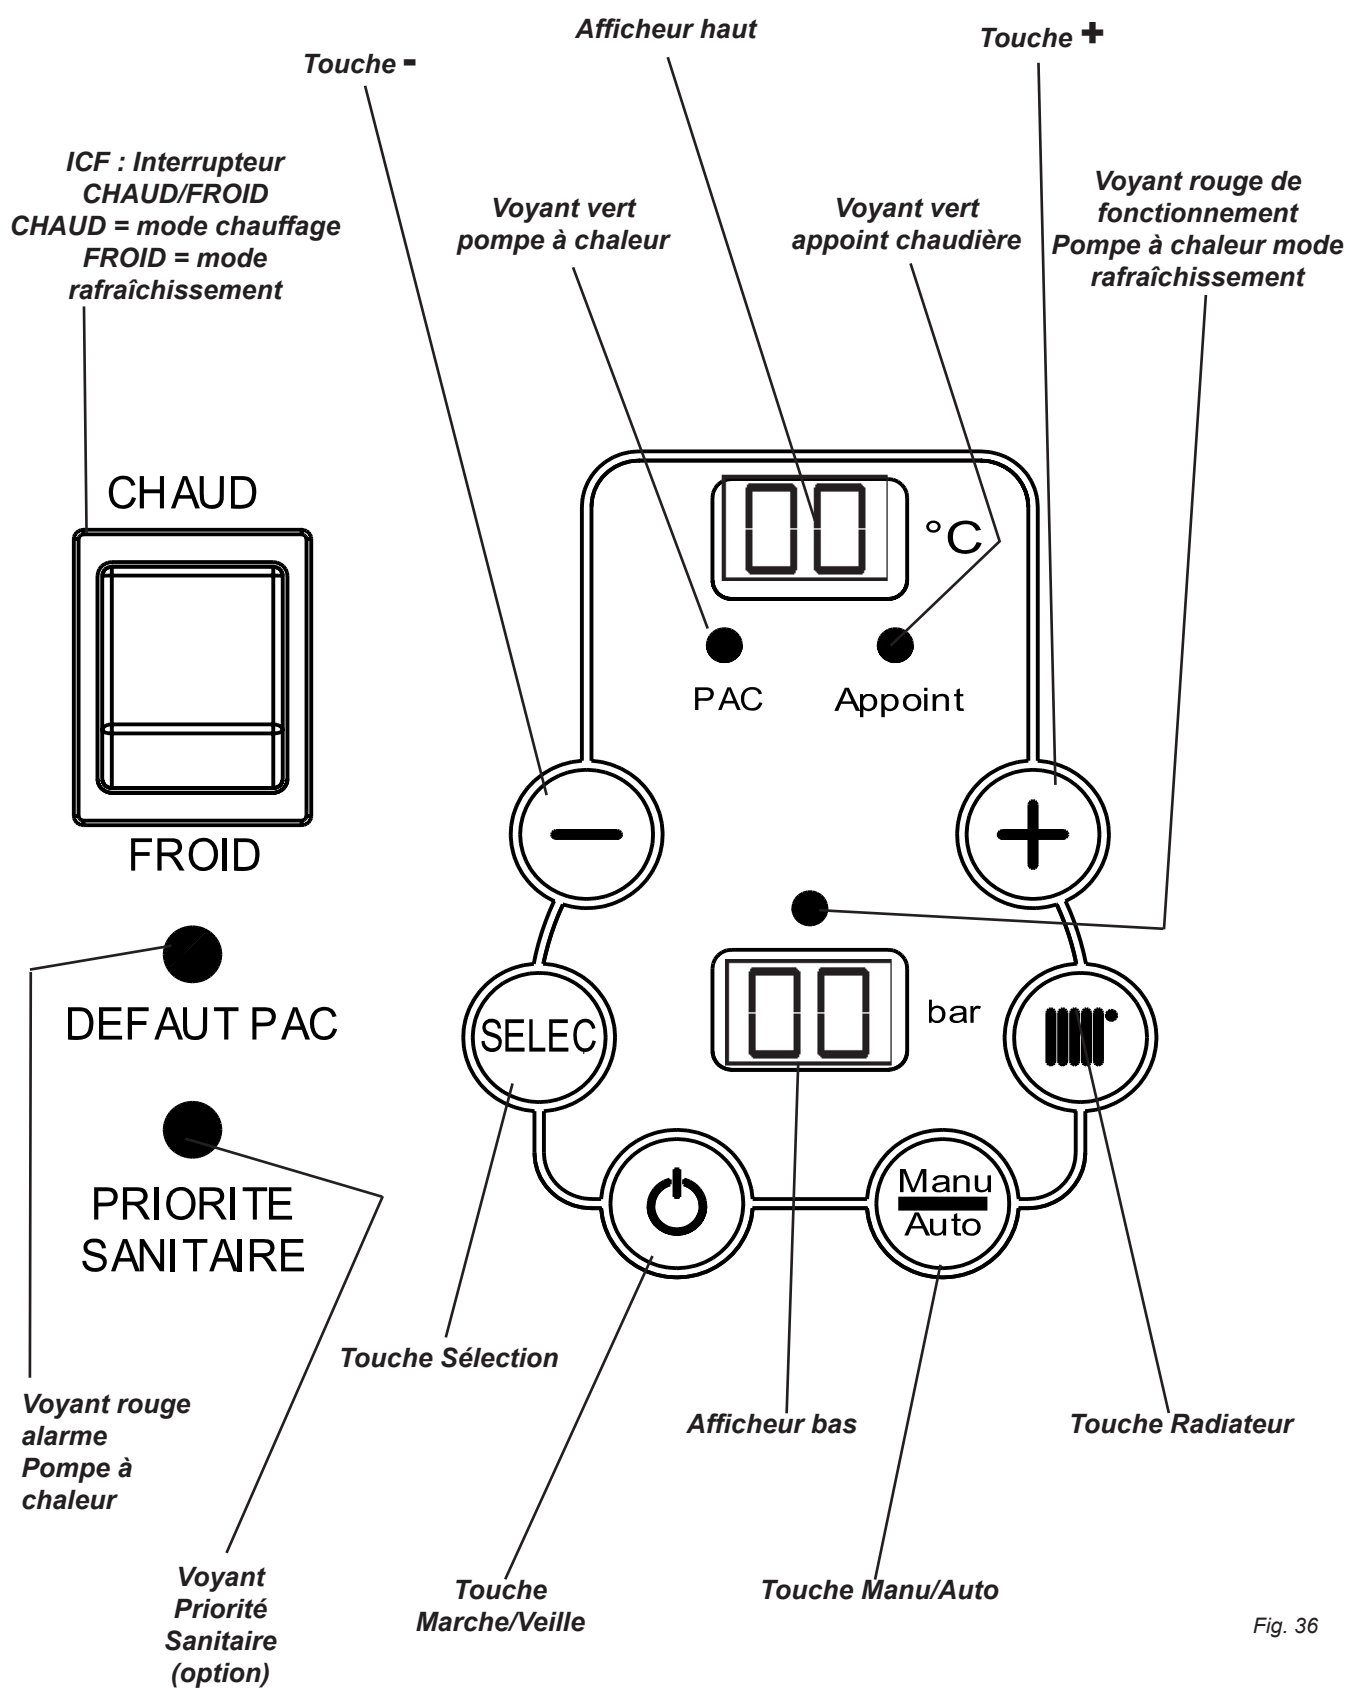 Afficheur haut
Touche +
Touche -
ICF : Interrupteur
CHAUD/FROID
CHAUD = mode chauffage
FROID = mode
rafraîchissement
Voyant vert
pompe à chaleur
Voyant vert
appoint chaudière
Voyant rouge de
fonctionnement
Pompe à chaleur mode
rafraîchissement
CHAUD
00 °C
PAC
Appoint
FROID
DEFAUT PAC
SELEC
00 bar
PRIORITE
SANITAIRE
Manu
Auto
Touche Sélection
Voyant rouge
alarme
Pompe à
chaleur
Afficheur bas
Touche Radiateur
Voyant
Priorité
Sanitaire
(option)
Touche
Marche/Veille
Touche Manu/Auto
Fig. 36